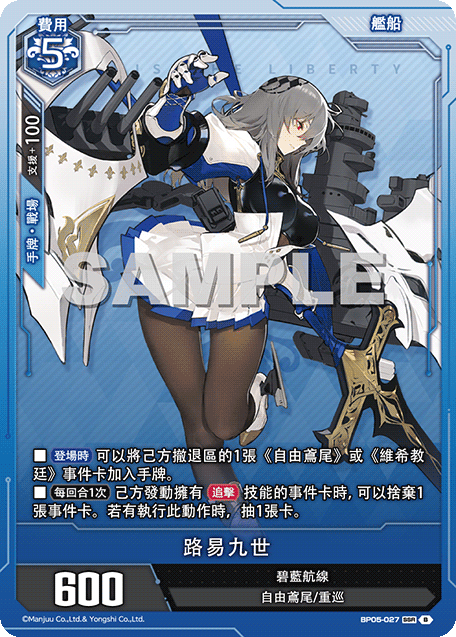 費用
5
艦船
IS THE LIBERTY
支援+100
手牌·戰場
SAMPLE
■ 登場時 可以將己方撤退區的1張《自由鳶尾》或《維希教
廷》事件卡加入手牌。
■ 每回合1次 己方發動擁有 追擊 技能的事件卡時,可以捨棄1
張事件卡。若有執行此動作時,抽1張卡。
路易九世
600
碧藍航線
自由鳶尾/重巡
©Manjuu Co.,Ltd.& Yongshi Co.,Ltd.
BP05-027 SSR B